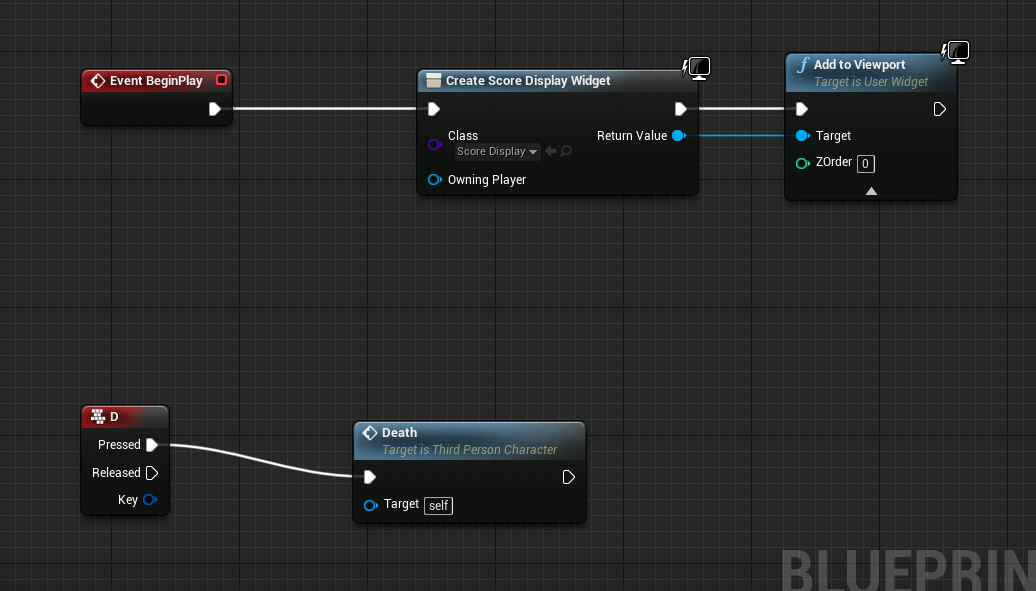 Event BeginPlay
Create Score Display Widget
Class
Score Display
Return Value
Owning Player
Add to Viewport
Target is User Widget
Target
ZOrder 0
D
Pressed
Released
Key
Death
Target is Third Person Character
Target self
BLUEPRIN